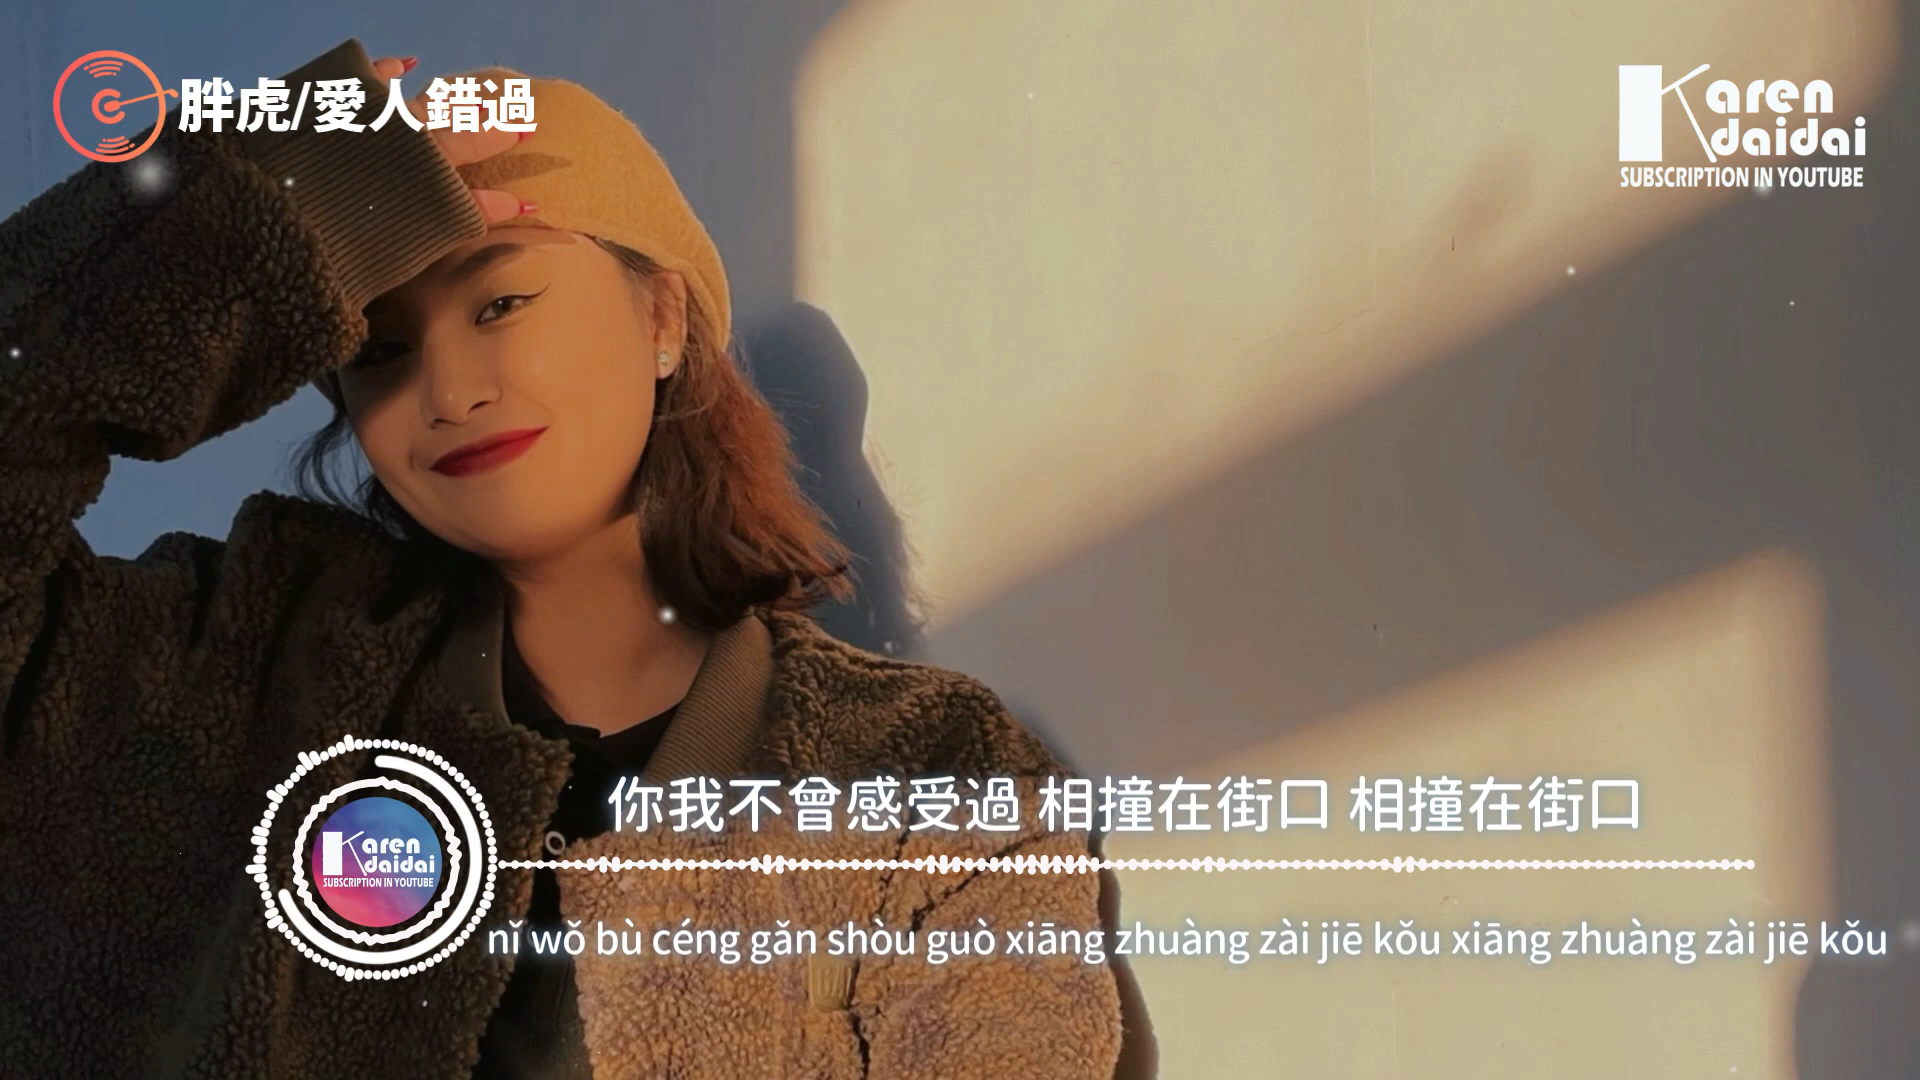 胖虎/愛人錯過
Karen
daidai
SUBSCRIPTION IN YOUTUBE
你我不曾感受過 相撞在街口 相撞在街口
Karen
daidai
SUBSCRIPTION IN YOUTUBE
nǐ wǒ bù céng gǎn shòu guò xiāng zhuàng zài jiē kǒu xiāng zhuàng zài jiē kǒu